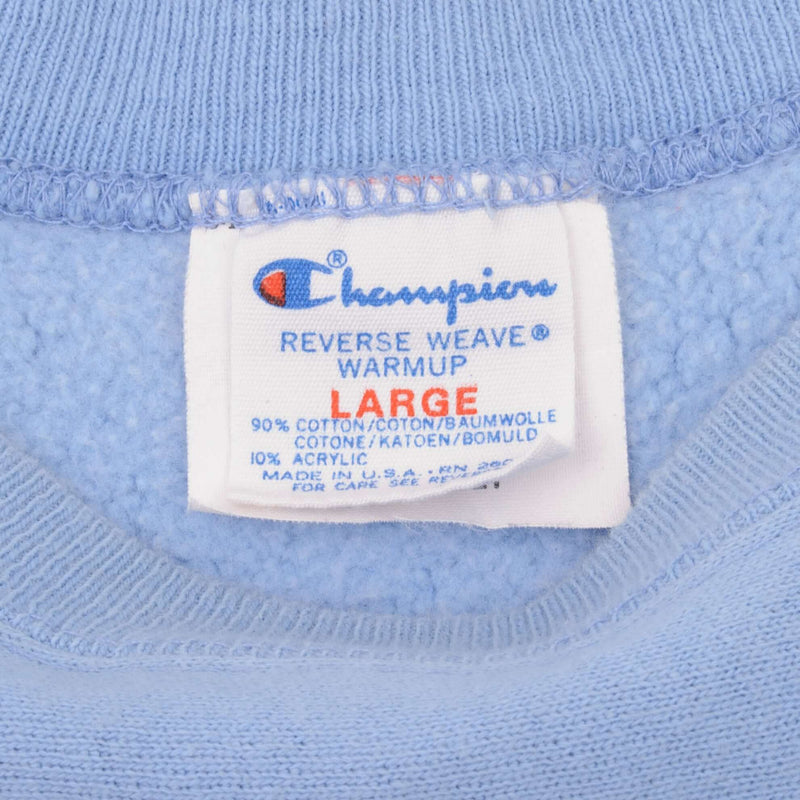 Champion®
REVERSE WEAVE®
WARMUP
LARGE
90% COTTON/COTON/BAUMWOLLE
COTONE/KATOEN/BOMULD
10% ACRYLIC
MADE IN U.S.A. · RN
FOR CARE SEE